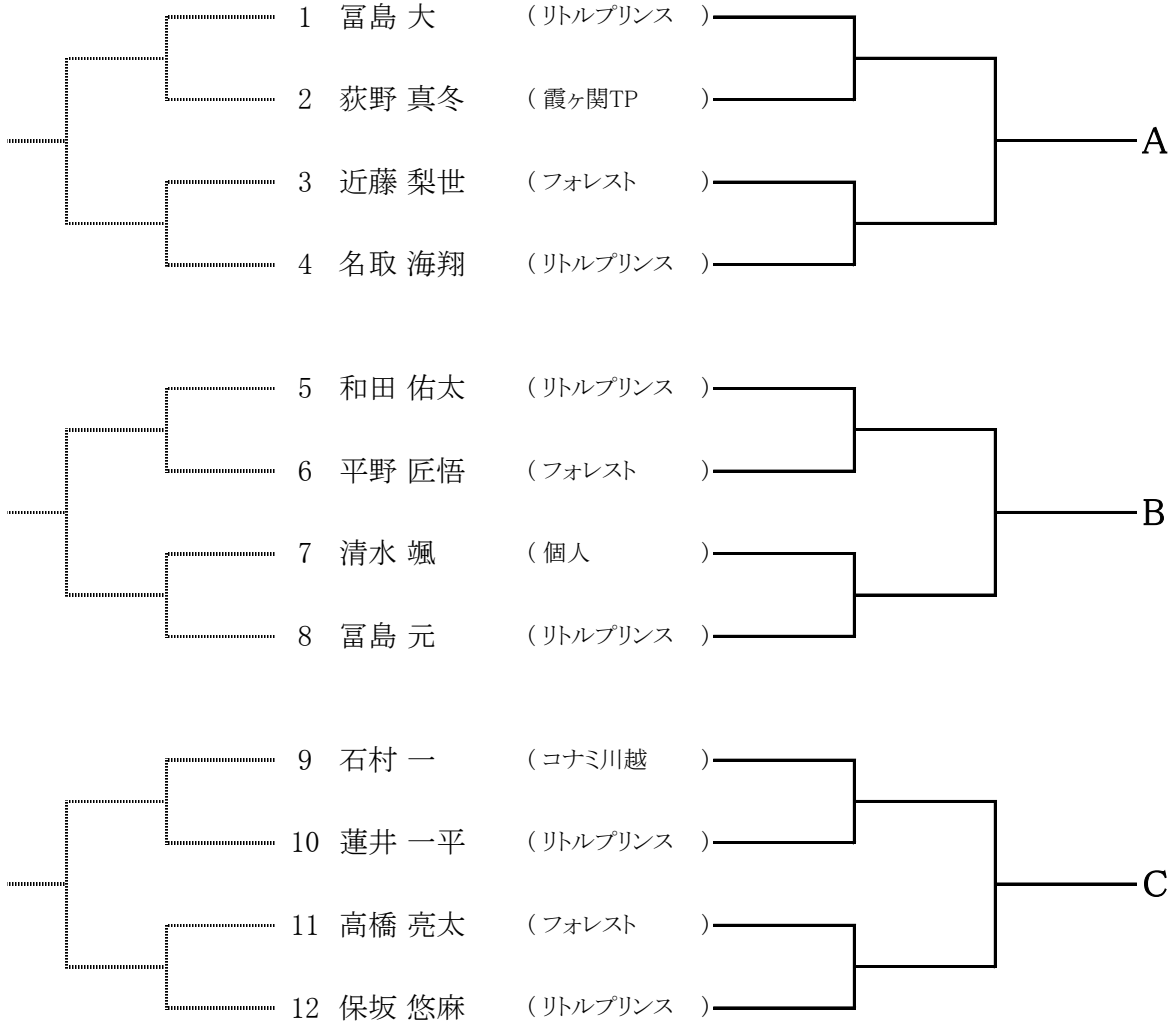 1 冨島 大 （リトルプリンス ）
2 荻野 真冬 （霞ヶ関TP ）
A
3 近藤 梨世 （フォレスト ）
4 名取 海翔 （リトルプリンス ）
5 和田 佑太 （リトルプリンス ）
6 平野 匠悟 （フォレスト ）
B
7 清水 颯 （個人 ）
8 冨島 元 （リトルプリンス ）
9 石村 一 （コナミ川越 ）
10 蓮井 一平 （リトルプリンス ）
C
11 高橋 亮太 （フォレスト ）
12 保坂 悠麻 （リトルプリンス ）